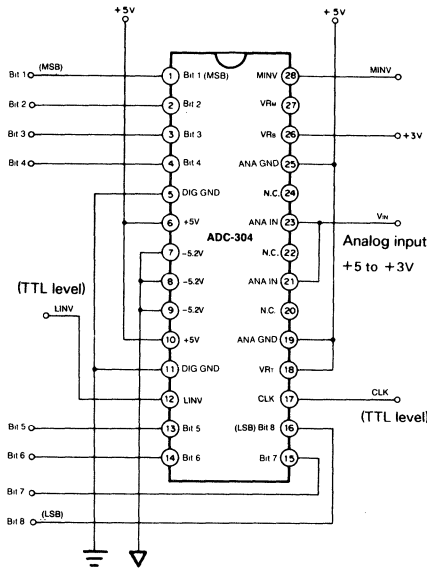 +5V +5V
Bit 1 (MSB) 1 Bit 1 (MSB) MINV 28 MINV
Bit 2 2 Bit 2 VRM 27
Bit 3 3 Bit 3 VRB 26 +3V
Bit 4 4 Bit 4 ANA GND 25
5 DIG GND N.C. 24
6 +5V ANA IN 23 VIN
ADC-304
Analog input
7 -5.2V N.C. 22
+5 to +3V
8 -5.2V ANA IN 21
(TTL level)
LINV 9 -5.2V N.C. 20
10 +5V ANA GND 19
11 DIG GND VRT 18
12 LINV CLK 17 CLK
(TTL level)
Bit 5 13 Bit 5 (LSB) Bit 8 16
Bit 6 14 Bit 6 Bit 7 15
Bit 7
Bit 8 (LSB)